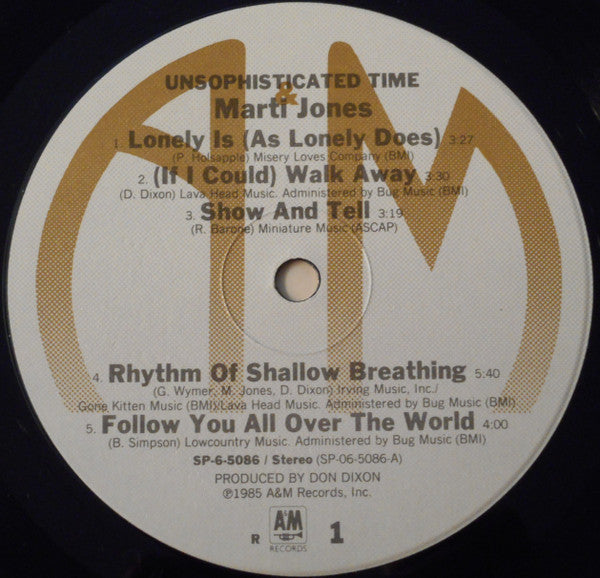 UNSOPHISTICATED TIME
&
Marti Jones
1. Lonely Is (As Lonely Does) 3:27
(P. Holsapple) Misery Loves Company (BMI)
2. (If I Could) Walk Away 3:30
(D. Dixon) Lava Head Music. Administered by Bug Music (BMI)
3. Show And Tell 3:19
(R. Barone) Miniature Music (ASCAP)
4. Rhythm Of Shallow Breathing 5:40
(G. Wymer, M. Jones, D. Dixon) Irving Music, Inc./
Gone Kitten Music (BMI)/Lava Head Music. Administered by Bug Music (BMI)
5. Follow You All Over The World 4:00
(B. Simpson) Lowcountry Music. Administered by Bug Music (BMI)
SP-6-5086 / Stereo (SP-06-5086-A)
PRODUCED BY DON DIXON
℗1985 A&M Records, Inc.
R A&M RECORDS 1
AM